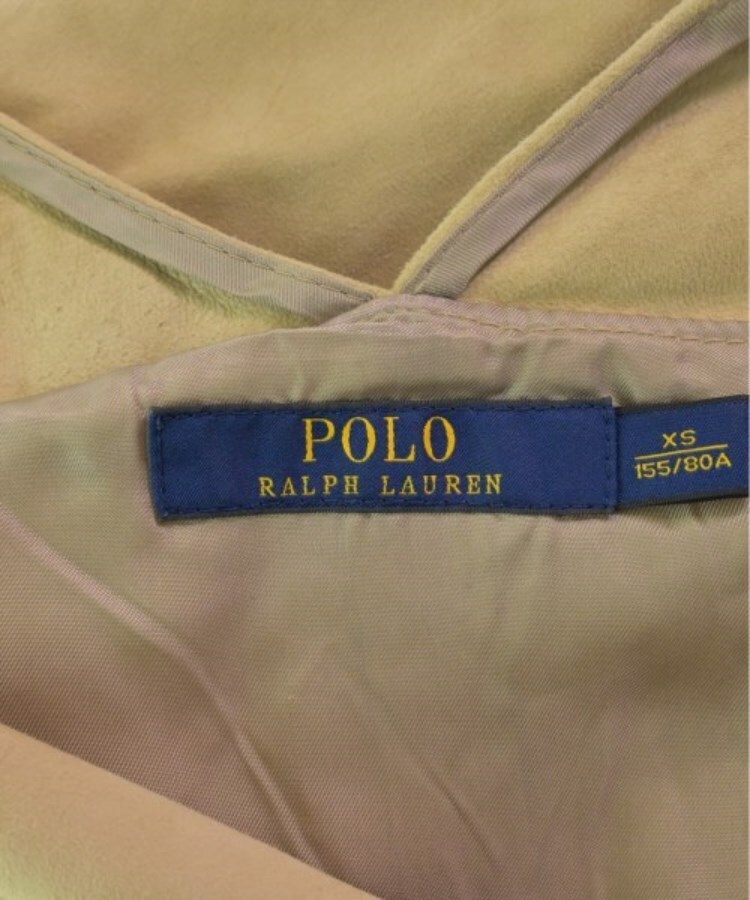 POLO
RALPH LAUREN
XS
155/80A